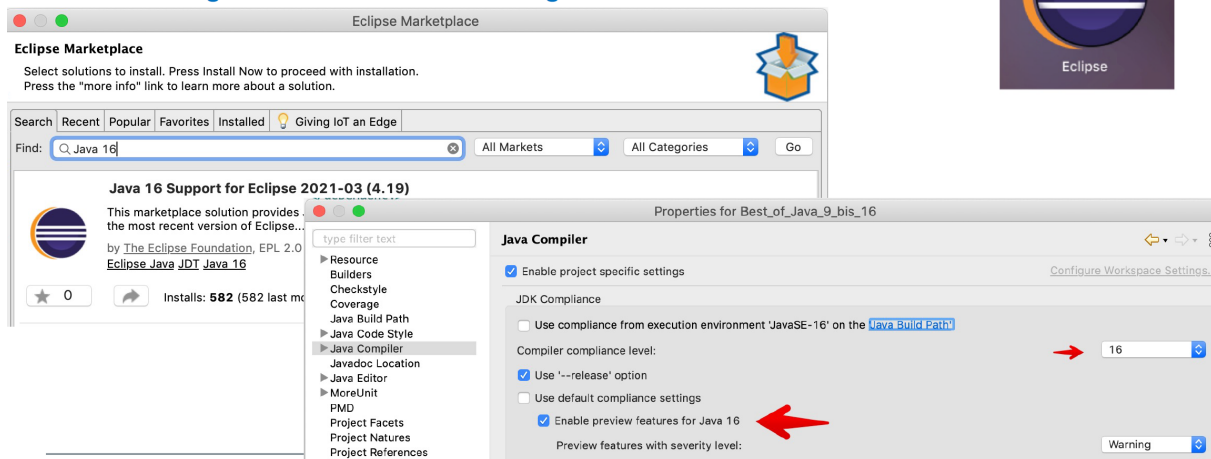 Eclipse Marketplace
Eclipse Marketplace
Select solutions to install. Press Install Now to proceed with installation.
Press the "more info" link to learn more about a solution.
Search Recent Popular Favorites Installed Giving IoT an Edge
Find: Java 16 All Markets All Categories Go
Java 16 Support for Eclipse 2021-03 (4.19)
This marketplace solution provides
the most recent version of Eclipse...
by The Eclipse Foundation, EPL 2.0
Eclipse Java JDT Java 16
0 Installs: 582 (582 last
Eclipse
Properties for Best_of_Java_9_bis_16
type filter text
Resource
Builders
Checkstyle
Coverage
Java Build Path
Java Code Style
Java Compiler
Javadoc Location
Java Editor
MoreUnit
PMD
Project Facets
Project Natures
Project References
Java Compiler
Enable project specific settings Configure Workspace Settings.
JDK Compliance
Use compliance from execution environment 'JavaSE-16' on the 'Java Build Path'
Compiler compliance level: 16
Use '--release' option
Use default compliance settings
Enable preview features for Java 16
Preview features with severity level: Warning